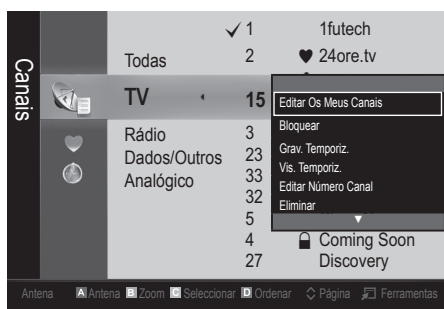 Canais
✓ 1 1futech
Todas 2 ♥ 24ore.tv
TV 15
Rádio 3
Dados/Outros 23
Analógico 33
32
5
4 Coming Soon
27 Discovery
Editar Os Meus Canais
Bloquear
Grav. Temporiz.
Vis. Temporiz.
Editar Número Canal
Eliminar
▼
Antena A Antena B Zoom C Seleccionar D Ordenar Página Ferramentas